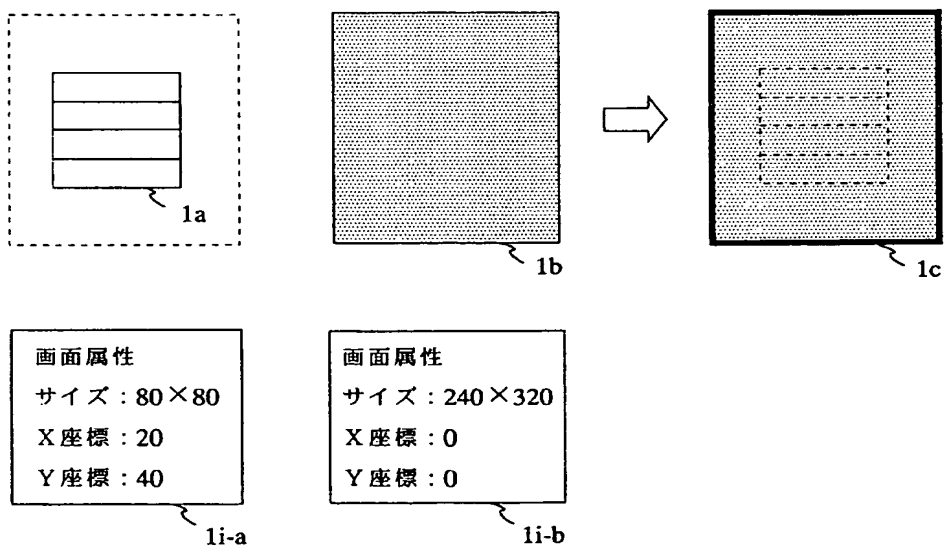 1a
1b
1c
画面属性
サイズ：80×80
X座標：20
Y座標：40
1i-a
画面属性
サイズ：240×320
X座標：0
Y座標：0
1i-b